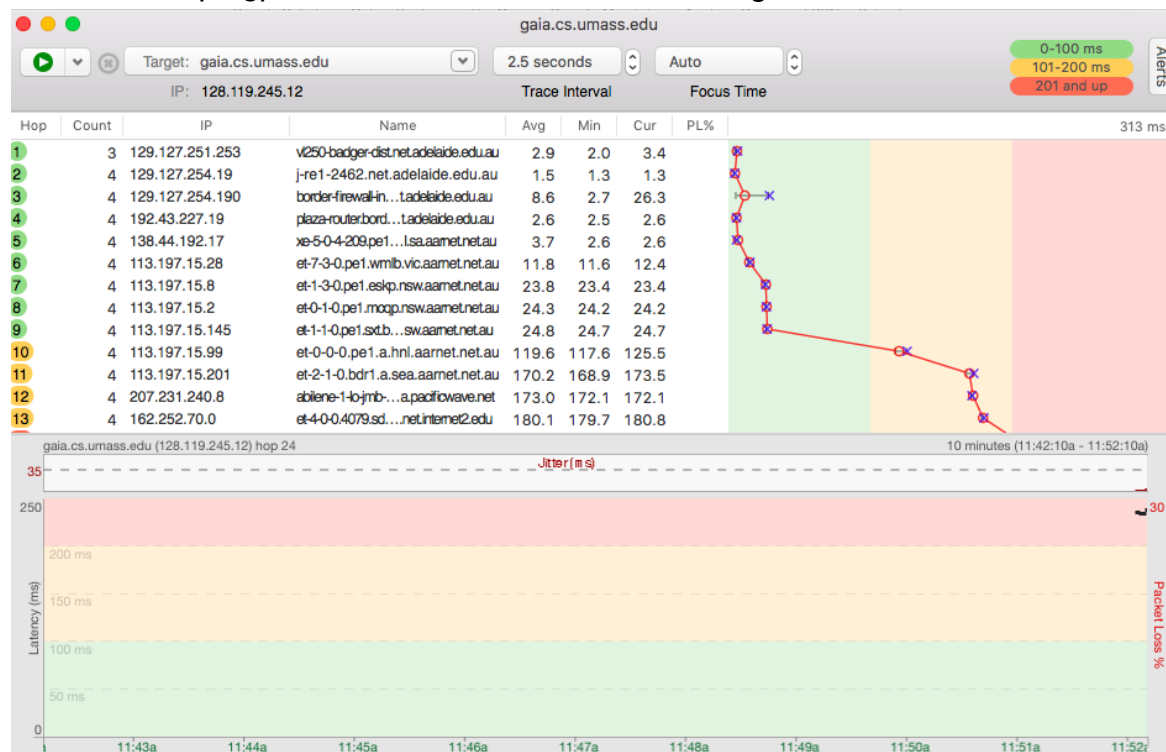 gaia.cs.umass.edu
Target: gaia.cs.umass.edu 2.5 seconds Auto
0-100 ms
101-200 ms
201 and up
Alerts
IP: 128.119.245.12 Trace Interval Focus Time
Hop Count IP Name Avg Min Cur PL% 313 ms
1 3 129.127.251.253 vl250-badger-dist.net.adelaide.edu.au 2.9 2.0 3.4
2 4 129.127.254.19 j-re1-2462.net.adelaide.edu.au 1.5 1.3 1.3
3 4 129.127.254.190 border-firewall-in...t.adelaide.edu.au 8.6 2.7 26.3
4 4 192.43.227.19 plaza-router.bord...t.adelaide.edu.au 2.6 2.5 2.6
5 4 138.44.192.17 xe-5-0-4-209.pe1...l.sa.aarnet.net.au 3.7 2.6 2.6
6 4 113.197.15.28 et-7-3-0.pe1.wmlb.vic.aarnet.net.au 11.8 11.6 12.4
7 4 113.197.15.8 et-1-3-0.pe1.eskp.nsw.aarnet.net.au 23.8 23.4 23.4
8 4 113.197.15.2 et-0-1-0.pe1.mcqp.nsw.aarnet.net.au 24.3 24.2 24.2
9 4 113.197.15.145 et-1-1-0.pe1.sxt.b...sw.aarnet.net.au 24.8 24.7 24.7
10 4 113.197.15.99 et-0-0-0.pe1.a.hnl.aarnet.net.au 119.6 117.6 125.5
11 4 113.197.15.201 et-2-1-0.bdr1.a.sea.aarnet.net.au 170.2 168.9 173.5
12 4 207.231.240.8 abilene-1-lo-jmb-...a.pacificwave.net 173.0 172.1 172.1
13 4 162.252.70.0 et-4-0-0.4079.sd....net.internet2.edu 180.1 179.7 180.8
gaia.cs.umass.edu (128.119.245.12) hop 24 10 minutes (11:42:10a - 11:52:10a)
Jitter (ms)
35
250 30
200 ms
150 ms
100 ms
50 ms
0
Latency (ms)
Packet Loss %
11:43a 11:44a 11:45a 11:46a 11:47a 11:48a 11:49a 11:50a 11:51a 11:52a